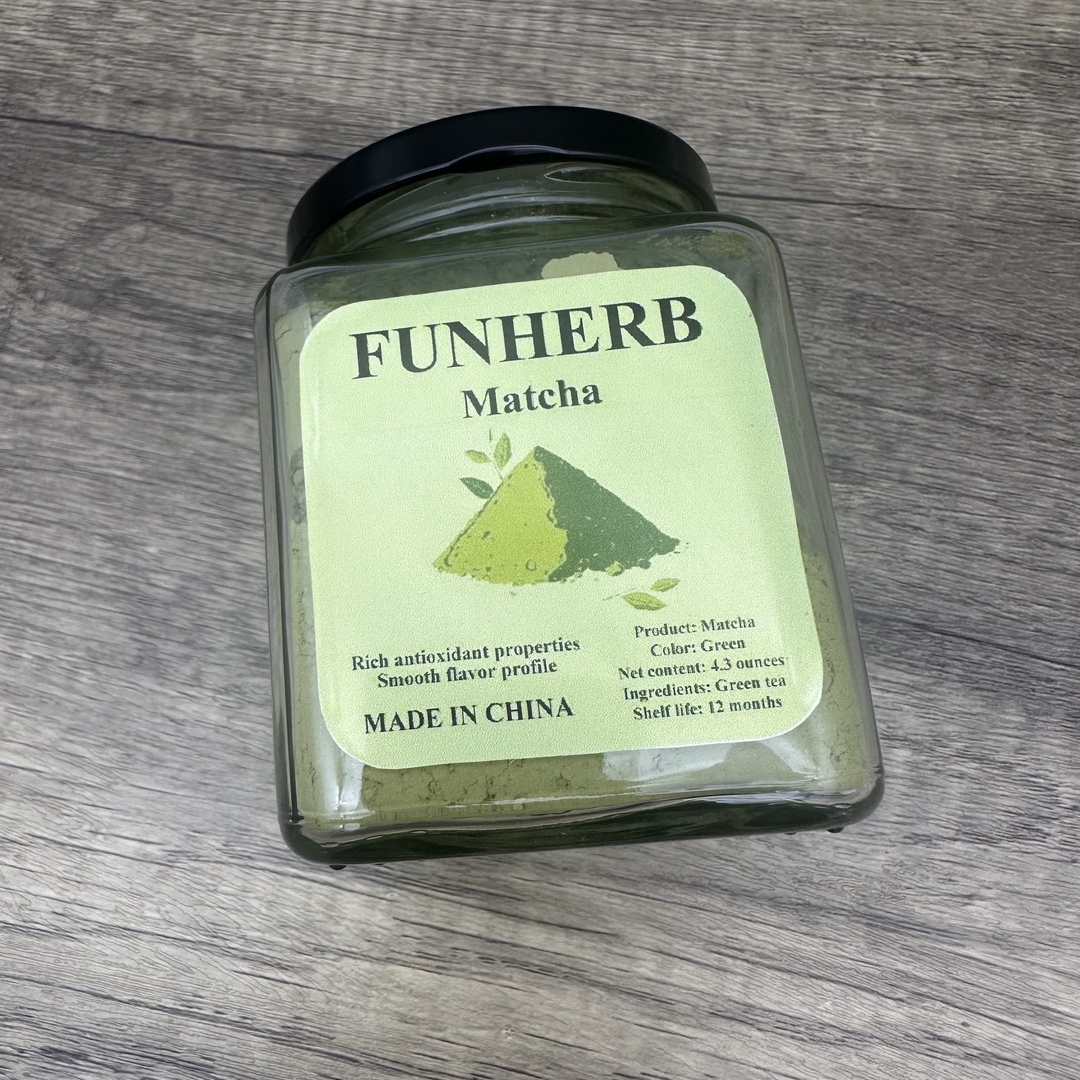 FUNHERB
Matcha
Rich antioxidant properties
Smooth flavor profile
MADE IN CHINA
Product: Matcha
Color: Green
Net content: 4.3 ounces
Ingredients: Green tea
Shelf life: 12 months